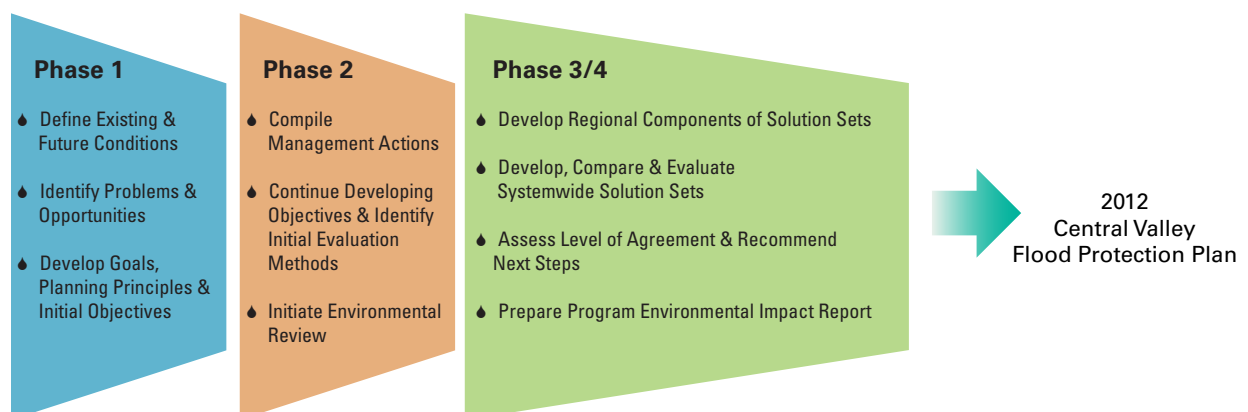 Phase 1
Define Existing &
Future Conditions
Identify Problems &
Opportunities
Develop Goals,
Planning Principles &
Initial Objectives
Phase 2
Compile
Management Actions
Continue Developing
Objectives & Identify
Initial Evaluation
Methods
Initiate Environmental
Review
Phase 3/4
Develop Regional Components of Solution Sets
Develop, Compare & Evaluate
Systemwide Solution Sets
Assess Level of Agreement & Recommend
Next Steps
Prepare Program Environmental Impact Report
2012
Central Valley
Flood Protection Plan